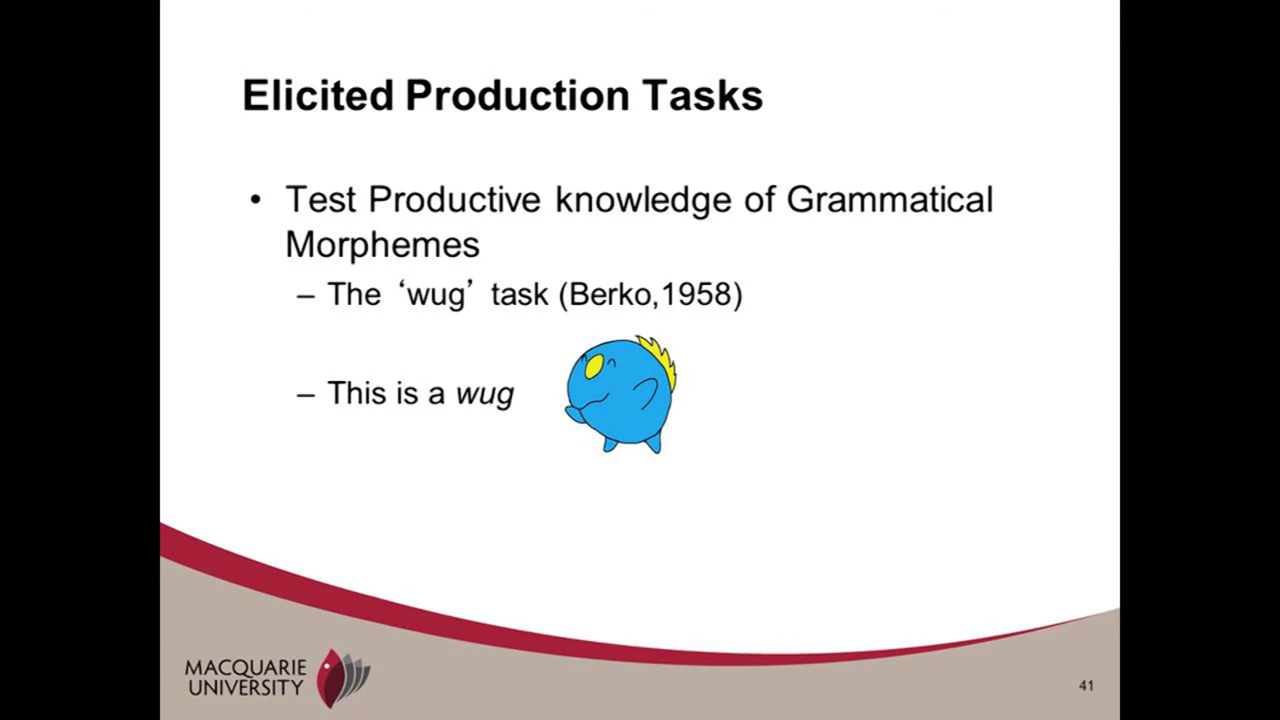 Elicited Production Tasks
• Test Productive knowledge of Grammatical
Morphemes
– The ‘wug’ task (Berko,1958)
– This is a wug
MACQUARIE
UNIVERSITY
41